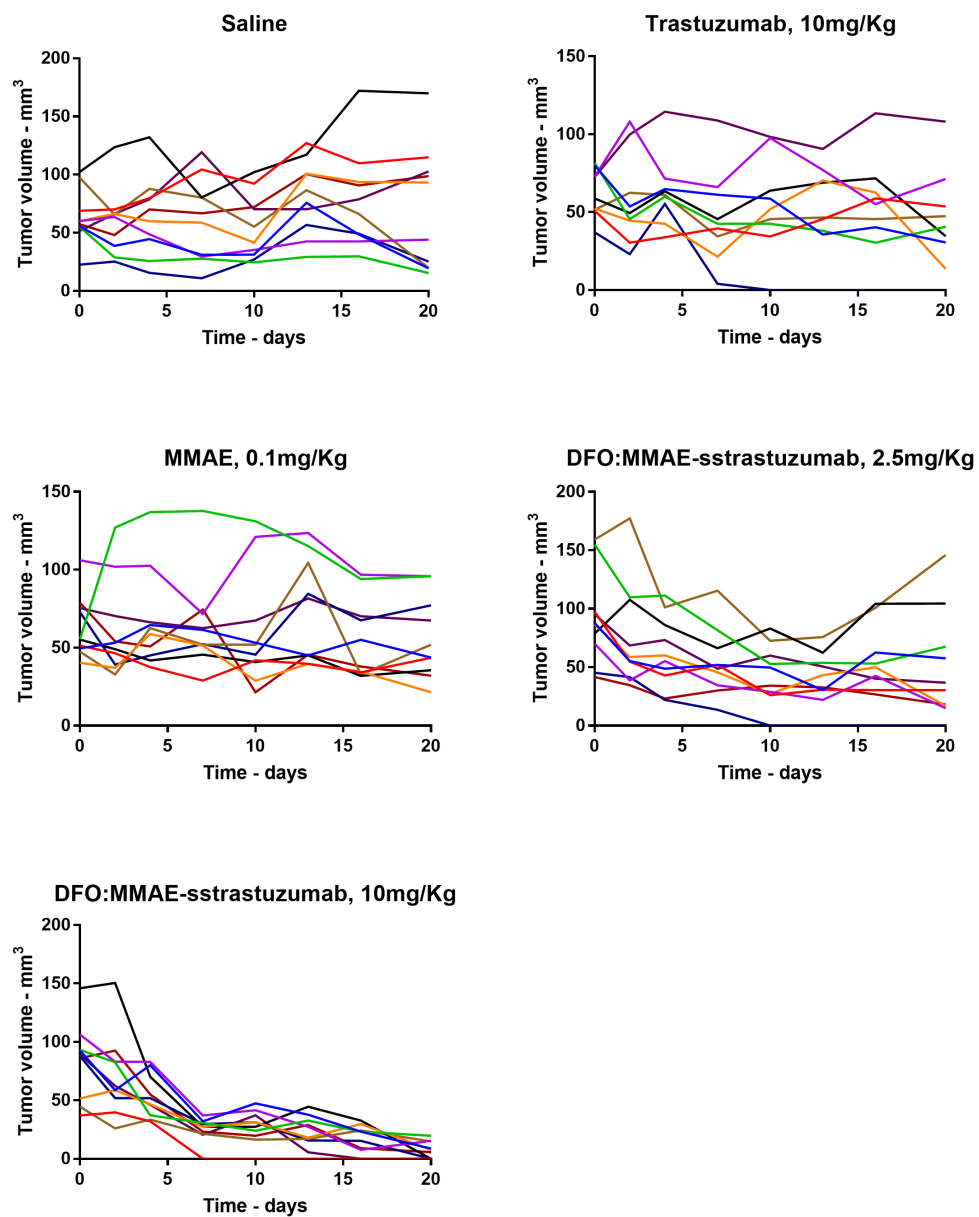 Saline
Tumor volume - mm³
200
150
100
50
0
0 5 10 15 20
Time - days
Trastuzumab, 10mg/Kg
Tumor volume - mm³
150
100
50
0
0 5 10 15 20
Time - days
MMAE, 0.1mg/Kg
Tumor volume - mm³
150
100
50
0
0 5 10 15 20
Time - days
DFO:MMAE-sstrastuzumab, 2.5mg/Kg
Tumor volume - mm³
200
150
100
50
0
0 5 10 15 20
Time - days
DFO:MMAE-sstrastuzumab, 10mg/Kg
Tumor volume - mm³
200
150
100
50
0
0 5 10 15 20
Time - days